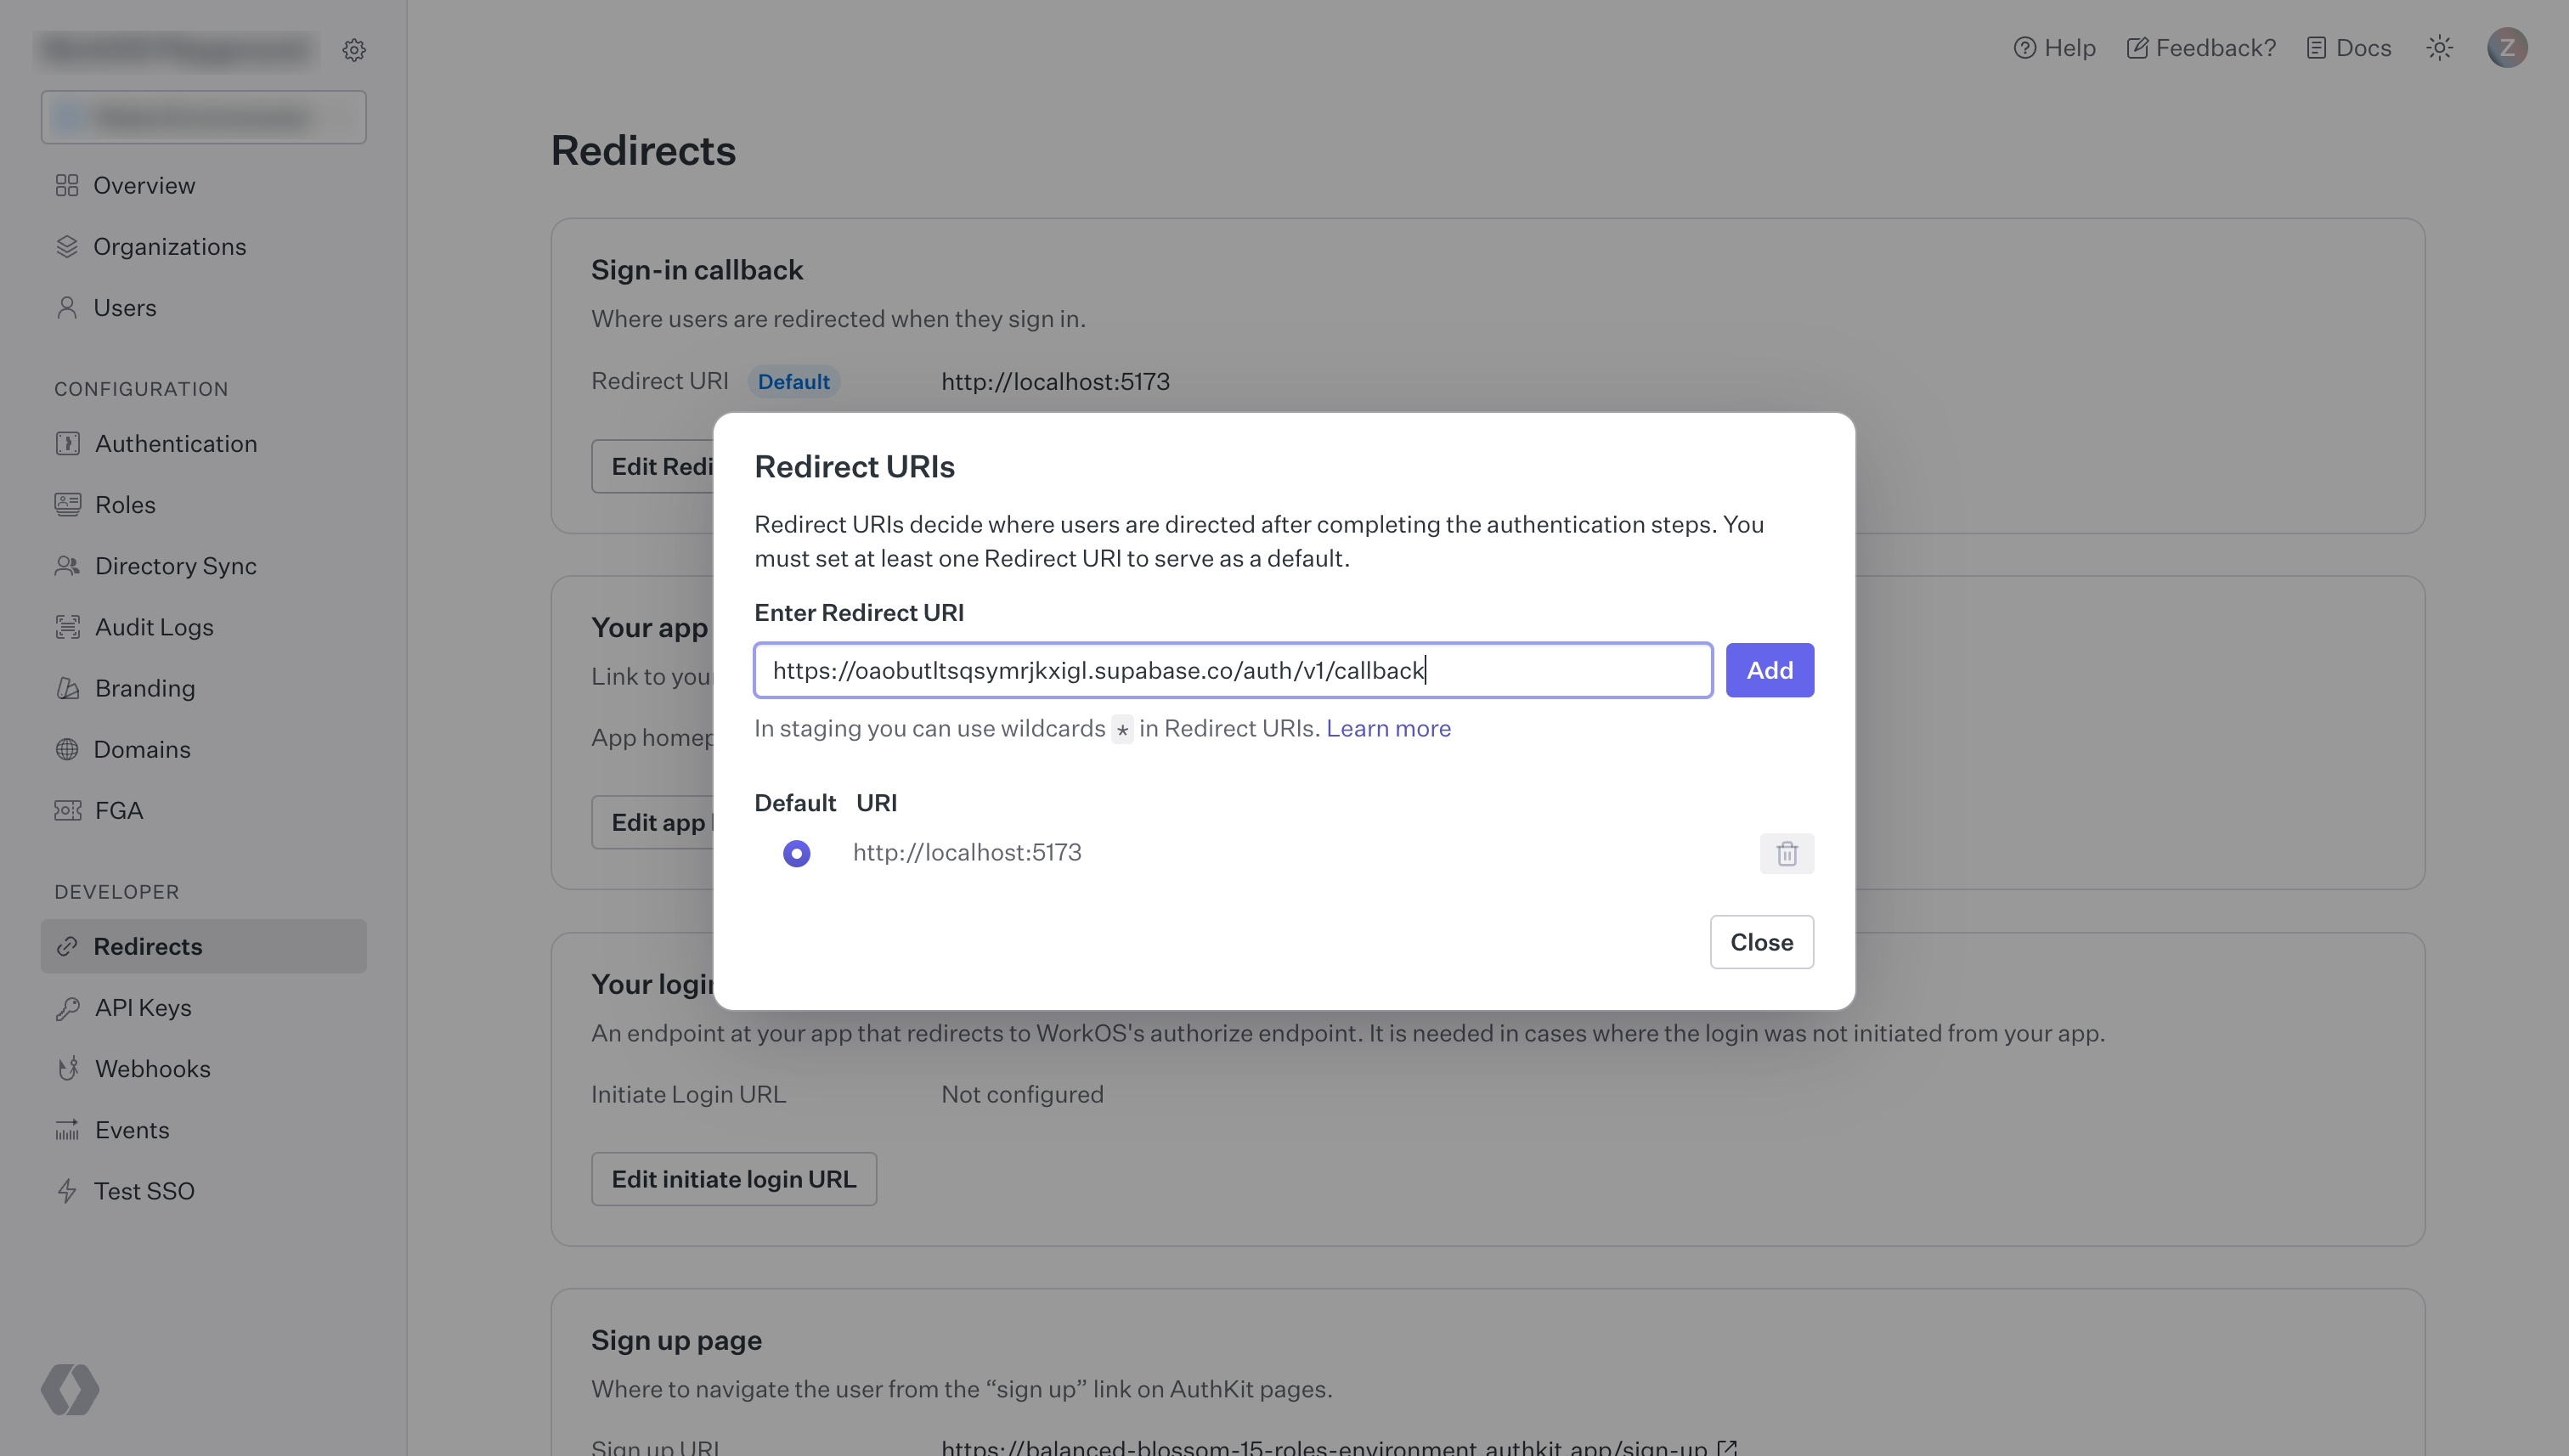 Help
Feedback?
Docs
Z
Overview
Organizations
Users
CONFIGURATION
Authentication
Roles
Directory Sync
Audit Logs
Branding
Domains
FGA
DEVELOPER
Redirects
API Keys
Webhooks
Events
Test SSO
Redirects
Sign-in callback
Where users are redirected when they sign in.
Redirect URI Default http://localhost:5173
Edit Redi
Your app
Link to you
App homep
Edit app
Redirect URIs
Redirect URIs decide where users are directed after completing the authentication steps. You
must set at least one Redirect URI to serve as a default.
Enter Redirect URI
https://oaobutltsqsymrjkxigl.supabase.co/auth/v1/callback
Add
In staging you can use wildcards * in Redirect URIs. Learn more
Default URI
http://localhost:5173
Close
Your login
An endpoint at your app that redirects to WorkOS's authorize endpoint. It is needed in cases where the login was not initiated from your app.
Initiate Login URL Not configured
Edit initiate login URL
Sign up page
Where to navigate the user from the “sign up” link on AuthKit pages.
Sign up URL https://balanced-blossom-15-roles-environment.authkit.app/sign-up